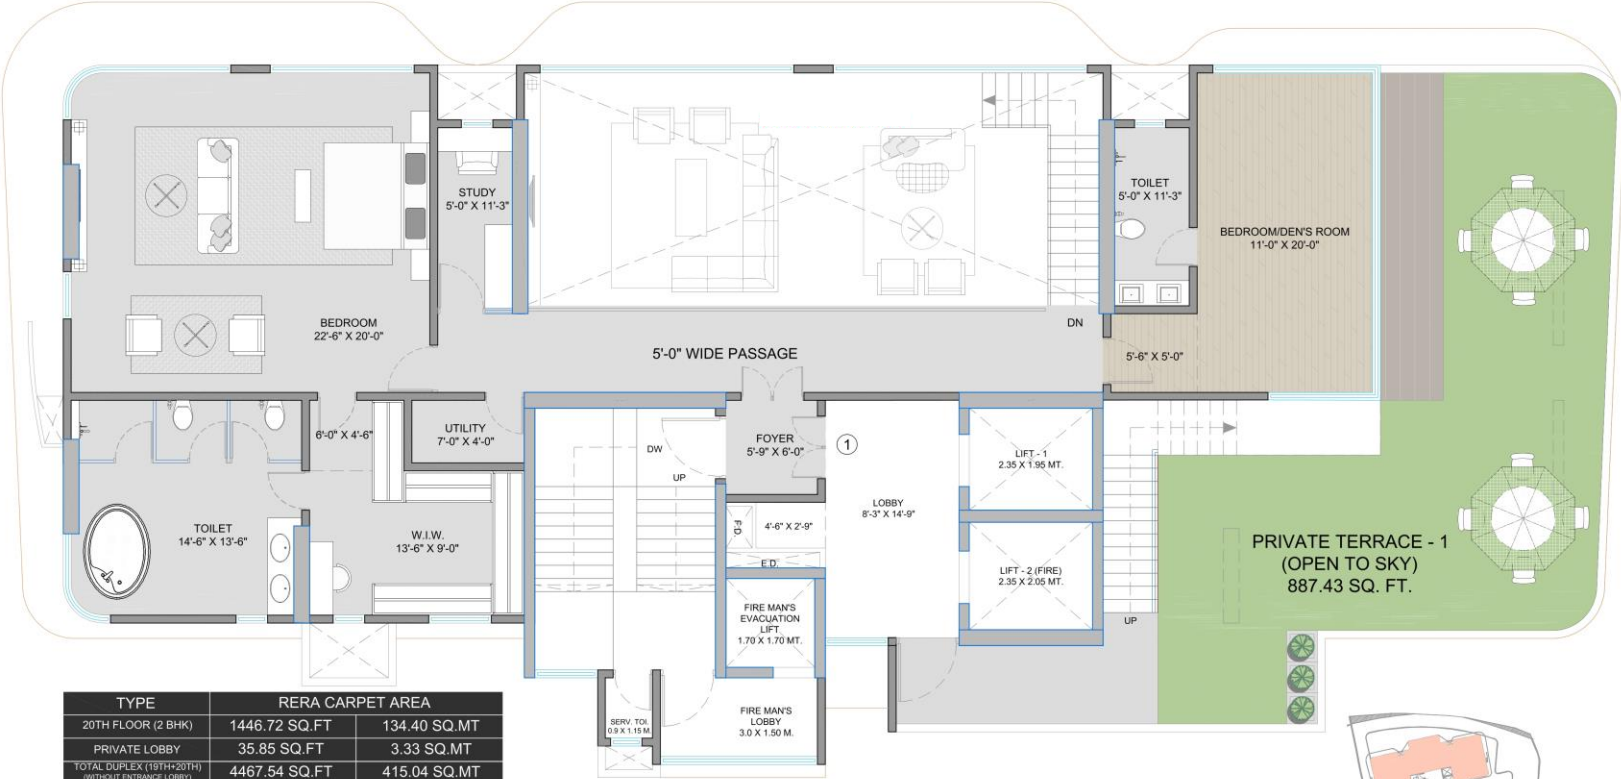 STUDY
5'-0" X 11'-3"
TOILET
5'-0" X 11'-3"
BEDROOM/DEN'S ROOM
11'-0" X 20'-0"
BEDROOM
22'-6" X 20'-0"
DN
5'-0" WIDE PASSAGE
5'-6" X 5'-0"
6'-0" X 4'-6"
UTILITY
7'-0" X 4'-0"
DW
UP
FOYER
5'-9" X 6'-0"
1
LIFT - 1
2.35 X 1.95 MT.
LOBBY
8'-3" X 14'-9"
TOILET
14'-6" X 13'-6"
W.I.W.
13'-6" X 9'-0"
F.D.
4'-6" X 2'-9"
E.D.
LIFT - 2 (FIRE)
2.35 X 2.05 MT.
PRIVATE TERRACE - 1
(OPEN TO SKY)
887.43 SQ. FT.
FIRE MAN'S
EVACUATION
LIFT
1.70 X 1.70 MT.
UP
SERV. TOI.
0.9 X 1.15 M.
FIRE MAN'S
LOBBY
3.0 X 1.50 M.
TYPE RERA CARPET AREA
20TH FLOOR (2 BHK) 1446.72 SQ.FT 134.40 SQ.MT
PRIVATE LOBBY 35.85 SQ.FT 3.33 SQ.MT
TOTAL DUPLEX (19TH+20TH) 4467.54 SQ.FT 415.04 SQ.MT
(WITHOUT ENTRANCE LOBBY)